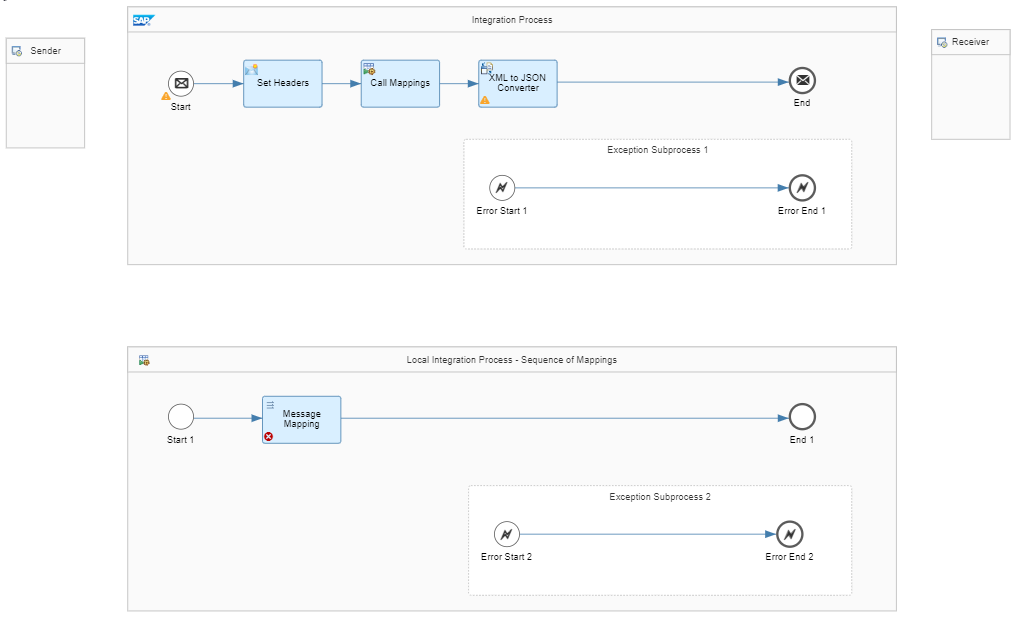 SAP
Integration Process
Sender
Receiver
Set Headers
Call Mappings
XML to JSON
Converter
Start
End
Exception Subprocess 1
Error Start 1
Error End 1
Local Integration Process - Sequence of Mappings
Message
Mapping
Start 1
End 1
Exception Subprocess 2
Error Start 2
Error End 2